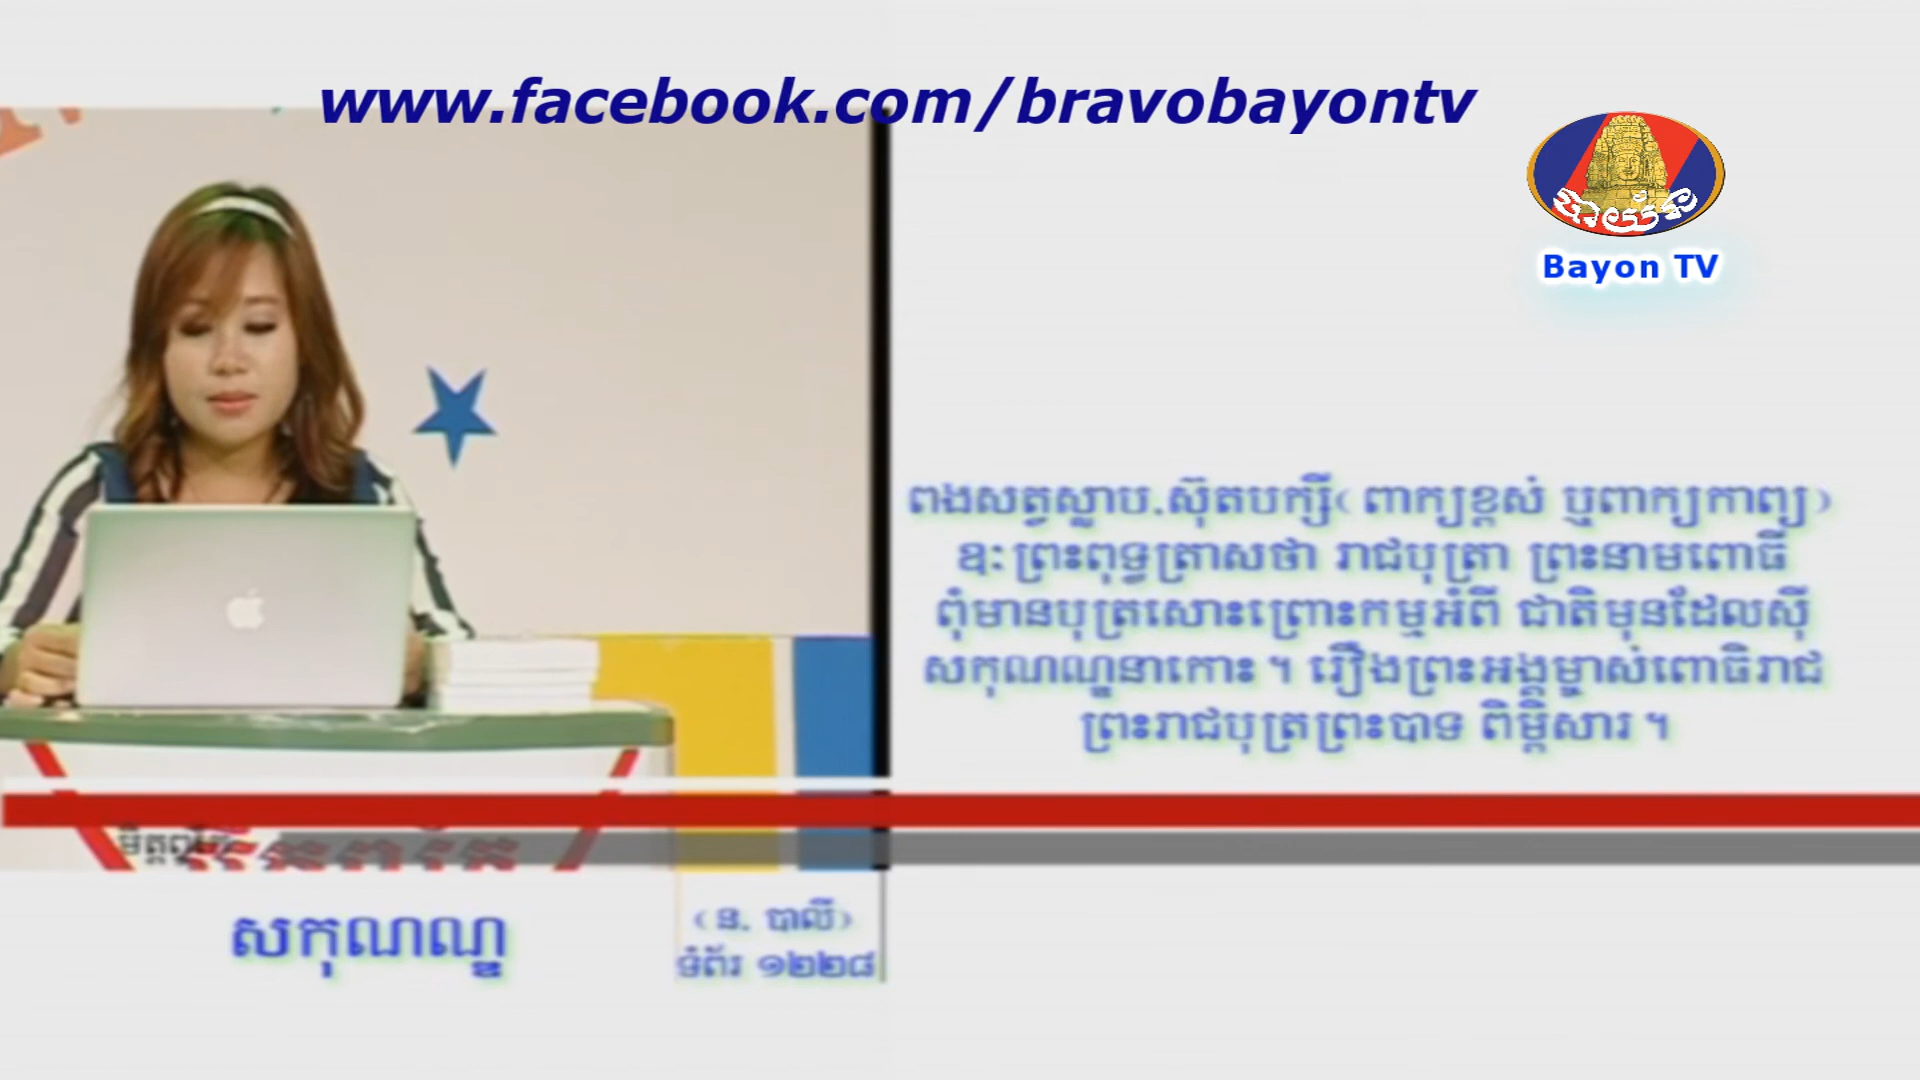 www.facebook.com/bravobayontv
បាយ័ន
Bayon TV
ពងសត្វស្លាប.ស៊ុតបក្សី( ពាក្យខ្ពស់ ឬពាក្យកាព្យ)
ឧ:ព្រះពុទ្ធត្រាសថា រាជបុត្រា ព្រះនាមពោធិ៍
ពុំមានបុត្រសោះព្រោះកម្មអំពី ជាតិមុនដែលស៊ី
សកុណណ្ឌនាកោះ ។ រឿងព្រះអង្គម្ចាស់ពោធិរាជ
ព្រះរាជបុត្រព្រះបាទ ពិម្ពិសារ ។
សកុណណ្ឌ
(ន. បាលី)
ទំព័រ ១២២៨